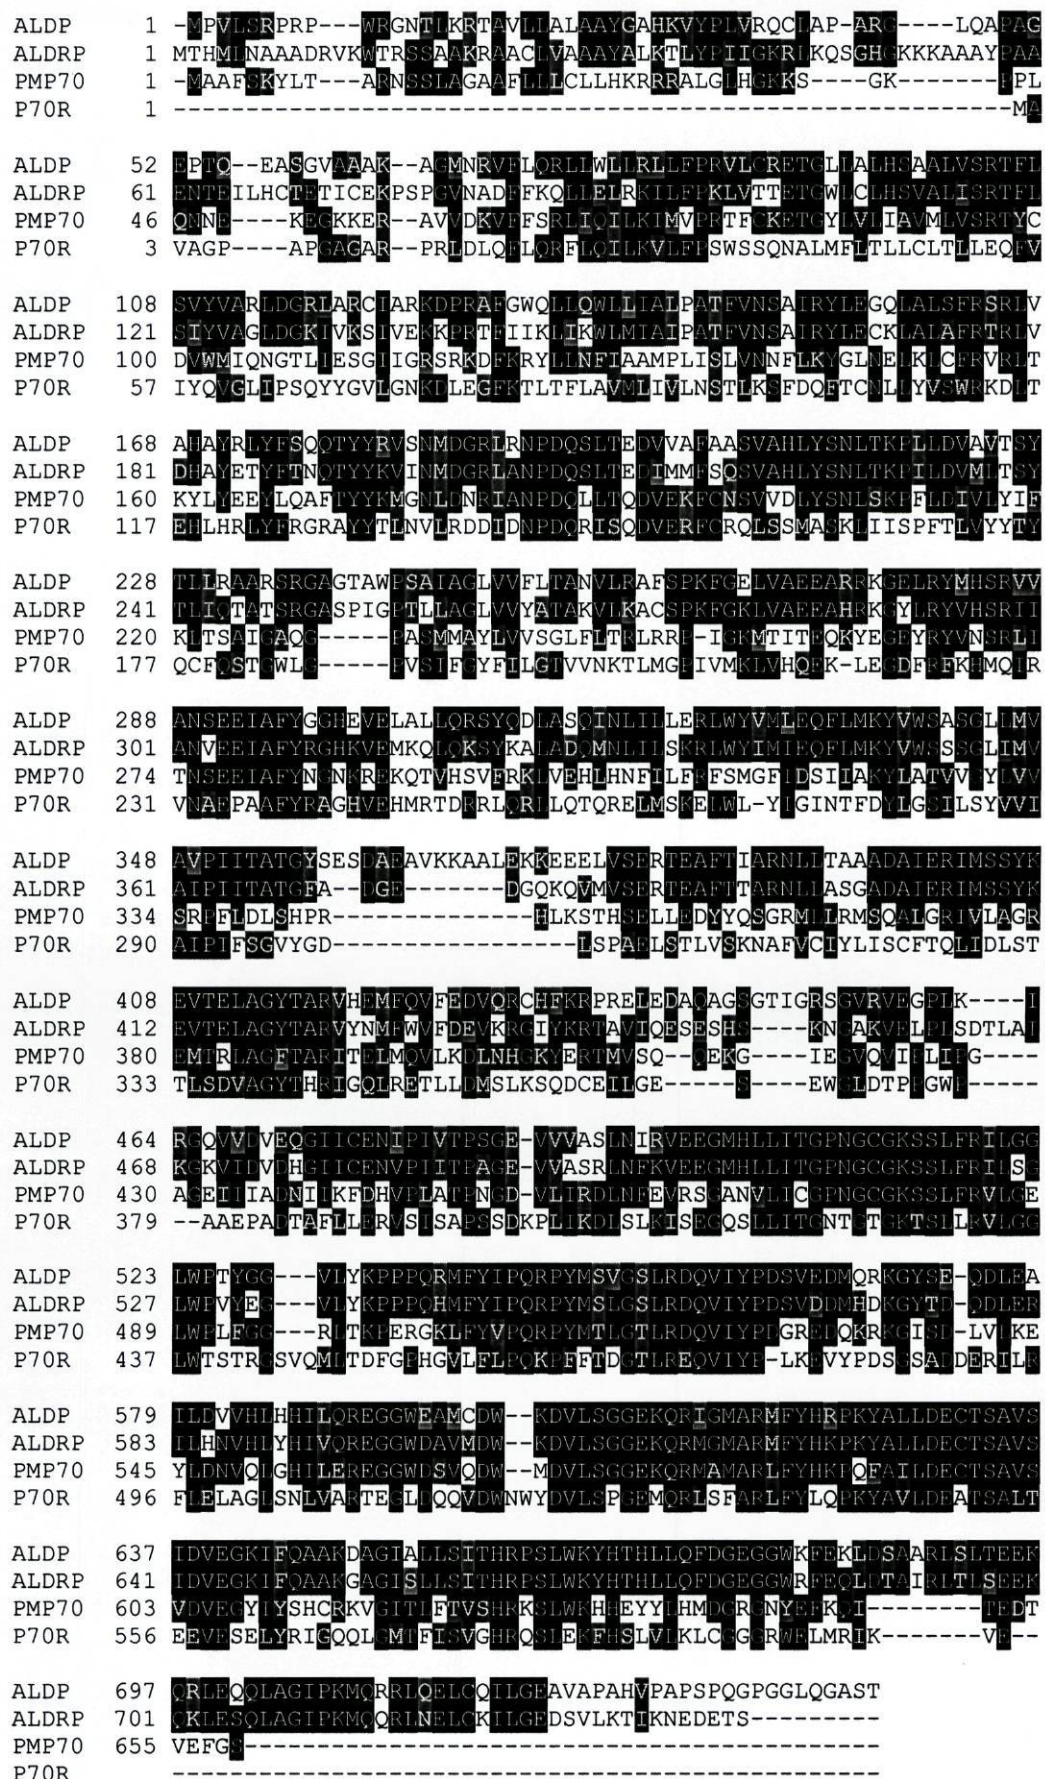 ALDP 1 -MPVLSRPRP---WRGNTLKRTAVLLALAAYGAHKVYPLVRQCLAP-ARG---LQAPAG
ALDRP 1 MTHMLNAAADRVKWTRSSAAKRAACLVAAAYALKTLYPIIGKRLKQSGHGKKKAAAYPAA
PMP70 1 -MAAFSKYLT---ARNSSLAGAAFLLLCLLHKRRRALGLHGKKS---GK-----PPL
P70R 1 ----------------------------------------------------------MA
ALDP 52 EPTQ--EASGVAAAK--AGMNRVFLQRLLWLLRLLFPRVLCRETGLLALHSAALVSRTFL
ALDRP 61 ENTEILHCTETICEKPSPGVNADFFKQLLELRKILFPKLVTTETGWLCLHSVALISRTFL
PMP70 46 QNNE----KEGKKER--AVVDKVFFSRLIQILKIMVPRTFCKETGYLVLIAVMLVSRTYC
P70R 3 VAGP----APGAGAR--PRLDLQFLQRFLQILKVLFPSWSSQNALMFLTLLCLTLLEQFV
ALDP 108 SVYVARLDGRLARCIARKDPRAFGWQLLQWLLIALPATFVNSAIRYLEGQLALSFRSRLV
ALDRP 121 SIYVAGLDGKIVKSIVEKKPRTFIIKLIKWLMIAIPATFVNSAIRYLECKLALAFRTRLV
PMP70 100 DVWMIQNGTLIESGIIGRSRKDFKRYLLNFIAAMPLISLVNNFLKYGLNELKLCFRVRLT
P70R 57 IYQVGLIPSQYYGVLGNKDLEGFKTLTFLAVMLIVLNSTLKSFDQFTCNLLYVSWRKDLT
ALDP 168 AHAYRLYFSQQTYYRVSNMDGRLRNPDQSLTEDVVAFAASVAHLYSNLTKPLLDVAVTSY
ALDRP 181 DHAYETYFTNQTYYKVINMDGRLANPDQSLTEDIMMFSQSVAHLYSNLTKPILDVMLTSY
PMP70 160 KYLYEEYLQAFTYYKMGNLDNRIANPDQLLTQDVEKFCNSVVDLYSNLSKPFLDIVLYIF
P70R 117 EHLHRLYFRGRAYYTLNVLRDDIDNPDQRISQDVERFCRQLSSMASKLIISPFTLVYYTY
ALDP 228 TLLRAARSRGAGTAWPSAIAGLVVFLTANVLRAFSPKFGELVAEEARRKGELRYMHSRVV
ALDRP 241 TLIQTATSRGASPIGPTLLAGLVVYATAKVLKACSPKFGKLVAEEAHRKGYLRYVHSRII
PMP70 220 KLTSAIGAQG-----PASMMAYLVVSGLFLTRLRRP-IGKMTITEQKYEGEYRYVNSRLI
P70R 177 QCFQSTGWLG-----PVSIFGYFILGTVVNKTLMGPIVMKLVHQEK-LEGDFRFKHMQIR
ALDP 288 ANSEEIAFYGGHEVELALLQRSYQDLASQINLILLERLWYVMLEQFLMKYVWSASGLLMV
ALDRP 301 ANVEEIAFYRGHKVEMKQLQKSYKALADQMNLILSKRLWYIMIEQFLMKYVWSSSGLIMV
PMP70 274 TNSEEIAFYNGNKREKQTVHSVFRKLVEHLHNFILFRFSMGFIDSIIAKYLATVVGYLVV
P70R 231 VNAEPAAFYRAGHVEHMRTDRRLQRLLQTQRELMSKELWL-YIGINTFDYLGSILSYVVI
ALDP 348 AVPIITATGYSESDAEAVKKAALEKKEEELVSERTEAFTIARNLLTAAADAIERIMSSYK
ALDRP 361 AIPIITATGFA--DGE---------DGQKQVMVSERTEAFTTARNLLASGADAIERIMSSYK
PMP70 334 SRPFLDLSHPR--------------HLKSTHSELLEDYYQSGRMLLRMSQALGRIVLAGR
P70R 290 AIPIFSGVYGD-----------------LSPAELSTLVSKNAFVCIYLISCFTQLIDLST
ALDP 408 EVTELAGYTARVHEMFQVFEDVQRCHFKRPRELEDAQAGSGTIGRSGVRVEGPLK----I
ALDRP 412 EVTELAGYTARVYNMFWVFDEVKRGIYKRTAVIQESESHS----KNGAKVELPLSDTLAI
PMP70 380 EMTRLAGFTARITELMQVLKDLNHGKYERTMVSQ--QEKG----IEGVQVIPLIPG----
P70R 333 TLSDVAGYTHRIGQLRETLLDMSLKSQDCEILGE-----S----EWGLDTPPGWP-----
ALDP 464 RGQVVDVEQGIICENIPIVTPSGE-VVVASLNIRVEEGMHLLITGPNGCGKSSLFRILGG
ALDRP 468 KGKVIDVDHGIICENVPIITPAGE-VVASRLNFKVEEGMHLLITGPNGCGKSSLFRILSG
PMP70 430 AGEIIIADNIIKFDHVPLATPNGD-VLIRDLNFEVRSGANVLICGPNGCGKSSLFRVLGE
P70R 379 --AAEPADTAFLLERVSISAPSSDKPLIKDLSLKISEGQSLLITGNTGTGKTSLLRVLGG
ALDP 523 LWPTYGG---VLYKPPPQRMFYIPQRPYMSVGSLRDQVIYPDSVEDMQRKGYSE-QDLEA
ALDRP 527 LWPVYEG---VLYKPPPQHMFYIPQRPYMSLGSLRDQVIYPDSVDDMHDKGYTD-QDLER
PMP70 489 LWPLFGG---RLTKPERGKLFYVPQRPYMTLGTLRDQVIYPDGREDQKRKGISD-LVLKE
P70R 437 LWTSTRGSVQMLTDFGPHGVLFLPQKPFFTDGTLREQVIYP-LKEVYPDSGSADDERILR
ALDP 579 ILDVVHLHHILQREGGWEAMCDW--KDVLSGGEKQRIGMARMFYHRPKYALLDECTSAVS
ALDRP 583 ILHNVHLYHIVQREGGWDAVMDW--KDVLSGGEKQRMGMARMFYHKPKYALLDECTSAVS
PMP70 545 YLDNVQLGHILEREGGWDSVQDW--MDVLSGGEKQRMAMARLFYHKPQFAILDECTSAVS
P70R 496 FLELAGLSNLVARTEGLDQQVDWNWYDVLSPGEMQRLSFARLFYLQPKYAVLDEATSALT
ALDP 637 IDVEGKIFQAAKDAGIALLSITHRPSLWKYHTHLLQFDGEGGWKFEKLDSAARLSLTEEK
ALDRP 641 IDVEGKIFQAAKGAGISLLSITHRPSLWKYHTHLLQFDGEGGWRFEQLDTAIRLTLSEEK
PMP70 603 VDVEGYIYSHCRKVGITLFTVSHRKSLWKHHEYYLHMDGRGNYEFKQI--------TEDT
P70R 556 EEVESELYRIGQQLGMTFISVGHRQSLEKFHSLVLKLCGGGRWELMRIK-------VE--
ALDP 697 QRLEQQLAGIPKMQRRLQELCQILGEAVAPAHVPAPSPQGPGGLQGAST
ALDRP 701 QKLESQLAGIPKMQQRLNELCKILGEDSVLKTIKNEDETS---------
PMP70 655 VEFGS--------------------------------------------
P70R -------------------------------------------------